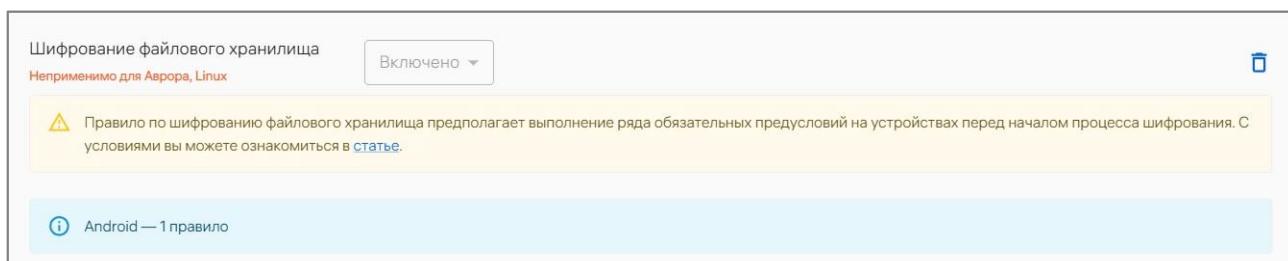 Шифрование файлового хранилища
Включено
Неприменимо для Аврора, Linux
Правило по шифрованию файлового хранилища предполагает выполнение ряда обязательных предусловий на устройствах перед началом процесса шифрования. С
условиями вы можете ознакомиться в статье.
Android — 1 правило